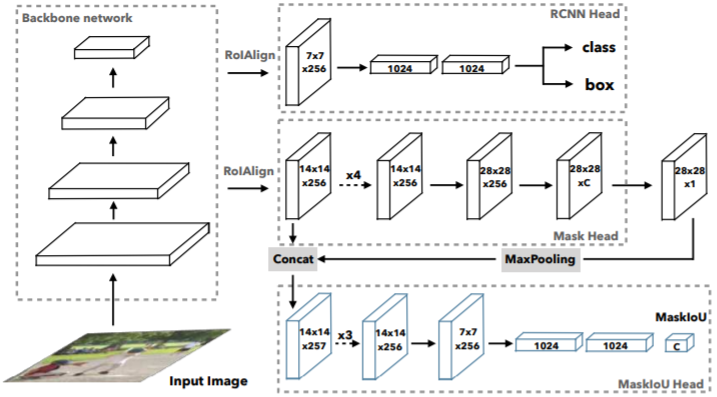 Backbone network
RCNN Head
RoIAlign
7x7
x256
1024
1024
class
box
RoIAlign
14x14
x256
x4
14x14
x256
28x28
x256
28x28
xC
28x28
x1
Mask Head
Concat
MaxPooling
14x14
x257
x3
14x14
x256
7x7
x256
1024
1024
MaskIoU
C
MaskIoU Head
Input Image